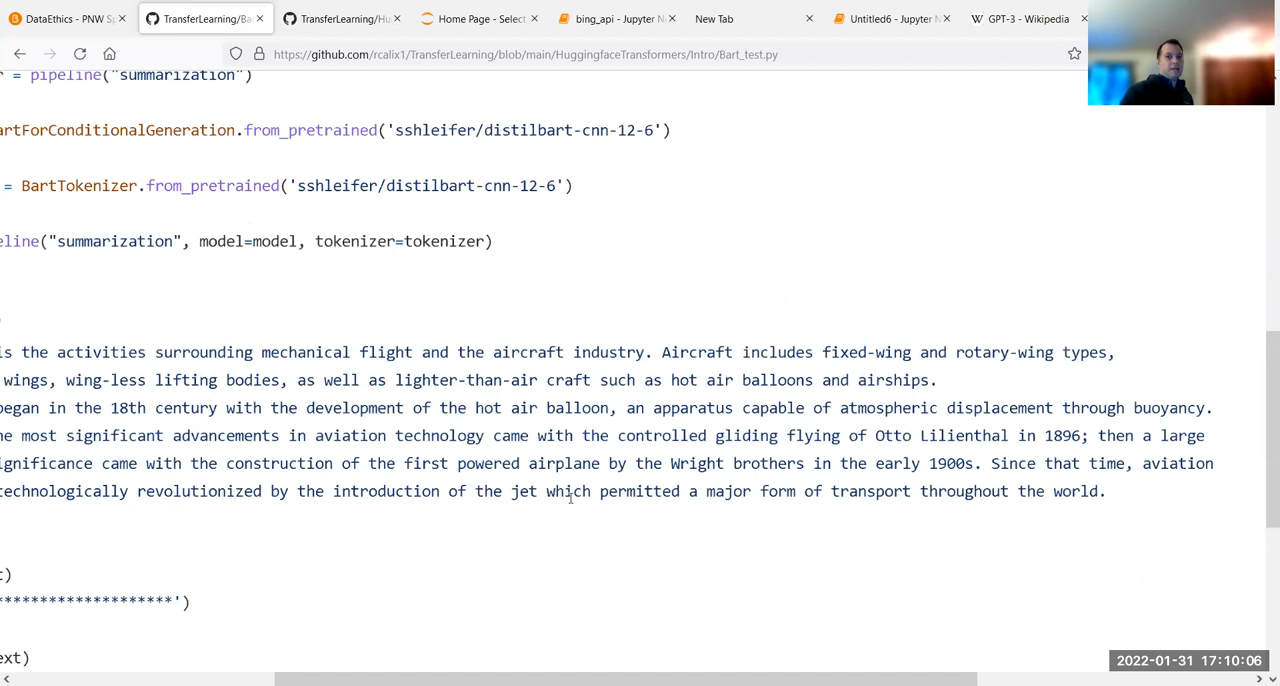 DataEthics - PNW Sp
TransferLearning/Ba
TransferLearning/Hu
Home Page - Select
bing_api - Jupyter N
New Tab
Untitled6 - Jupyter N
GPT-3 - Wikipedia
https://github.com/rcalix1/TransferLearning/blob/main/HuggingfaceTransformers/Intro/Bart_test.py
r = pipeline("summarization")
artForConditionalGeneration.from_pretrained('sshleifer/distilbart-cnn-12-6')
= BartTokenizer.from_pretrained('sshleifer/distilbart-cnn-12-6')
eline("summarization", model=model, tokenizer=tokenizer)
is the activities surrounding mechanical flight and the aircraft industry. Aircraft includes fixed-wing and rotary-wing types,
wings, wing-less lifting bodies, as well as lighter-than-air craft such as hot air balloons and airships.
began in the 18th century with the development of the hot air balloon, an apparatus capable of atmospheric displacement through buoyancy.
he most significant advancements in aviation technology came with the controlled gliding flying of Otto Lilienthal in 1896; then a large
ignificance came with the construction of the first powered airplane by the Wright brothers in the early 1900s. Since that time, aviation
technologically revolutionized by the introduction of the jet which permitted a major form of transport throughout the world.
t)
********************')
ext)
2022-01-31 17:10:06